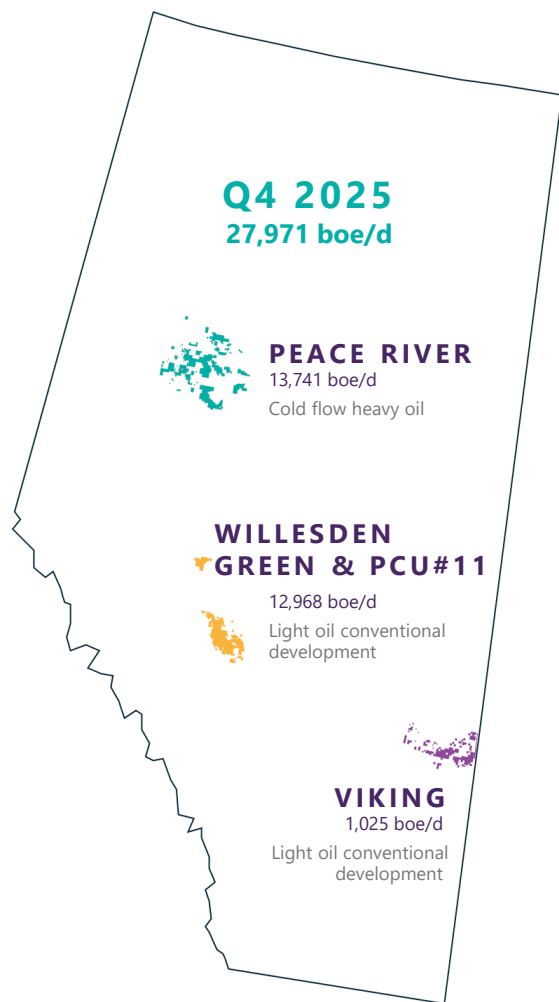 Q4 2025
27,971 boe/d
PEACE RIVER
13,741 boe/d
Cold flow heavy oil
WILLESDEN
GREEN & PCU#11
12,968 boe/d
Light oil conventional
development
VIKING
1,025 boe/d
Light oil conventional
development